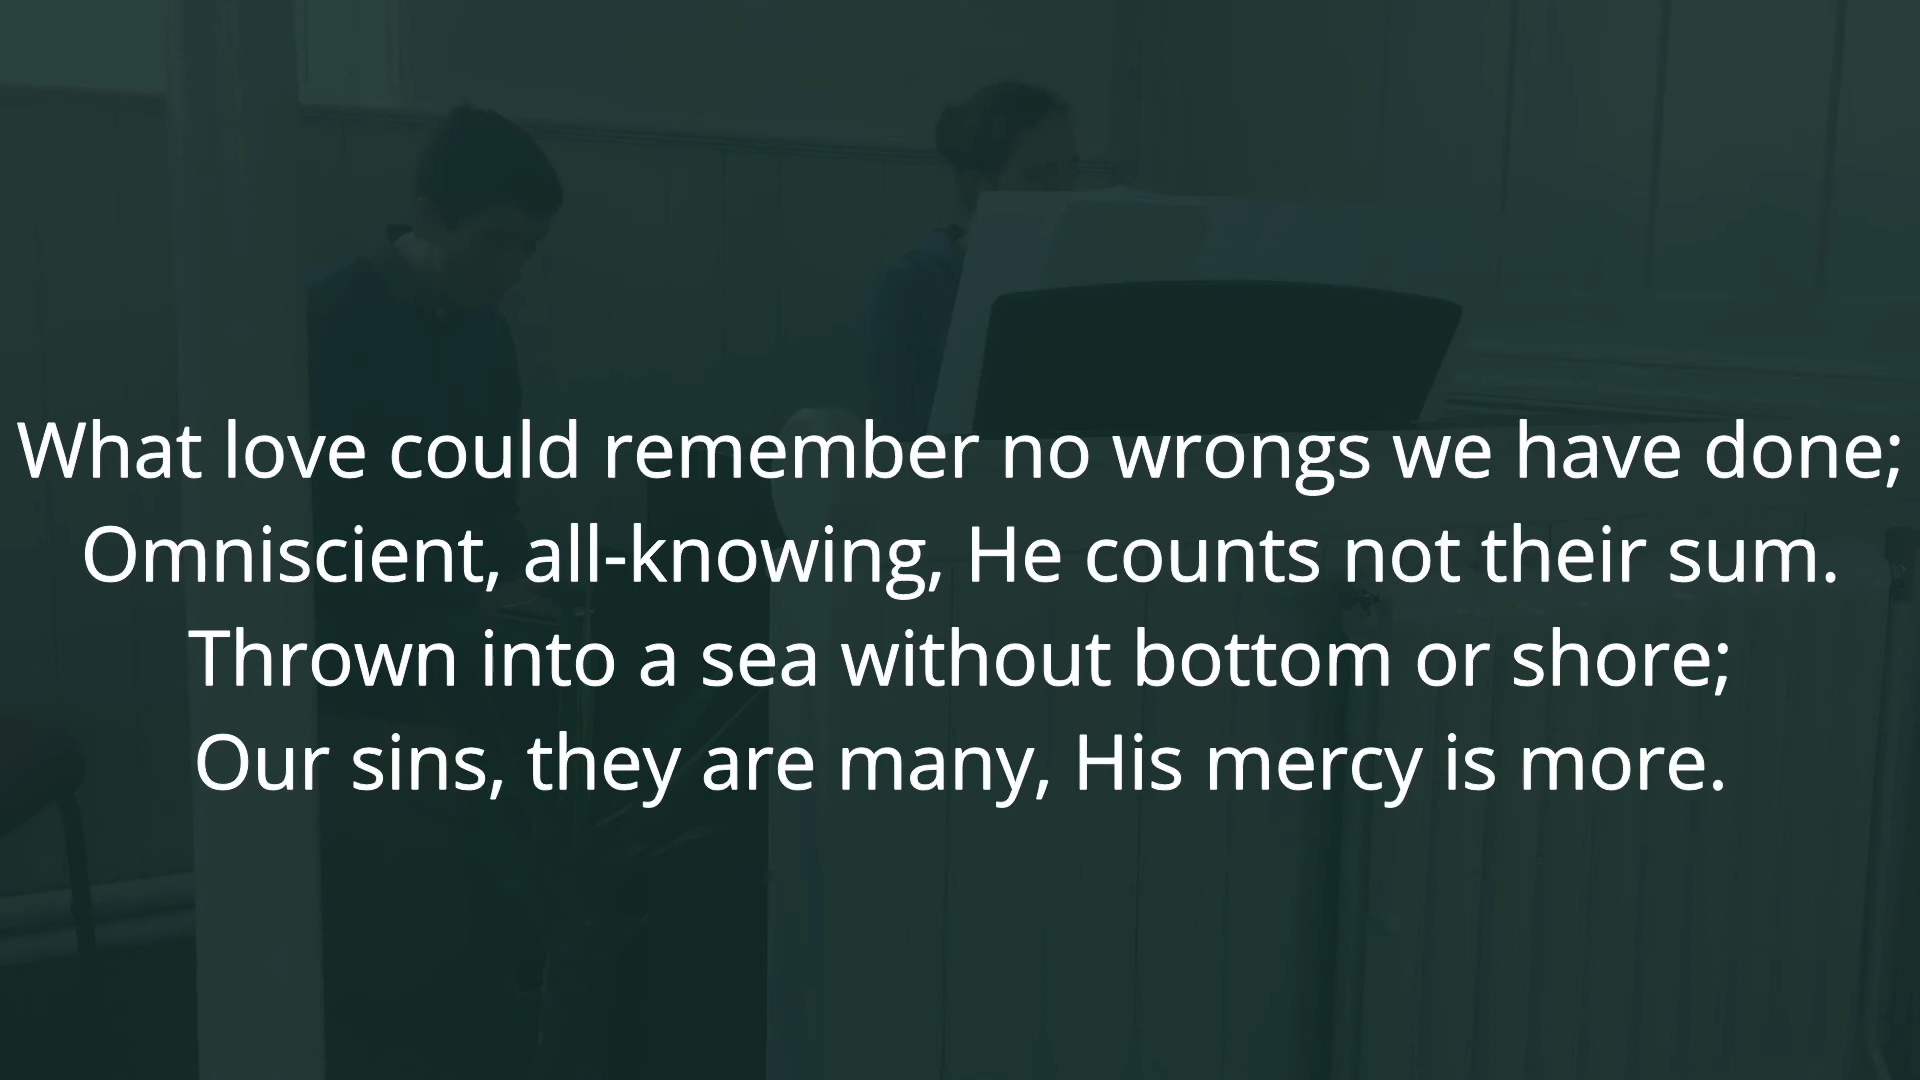 What love could remember no wrongs we have done;
Omniscient, all-knowing, He counts not their sum.
Thrown into a sea without bottom or shore;
Our sins, they are many, His mercy is more.